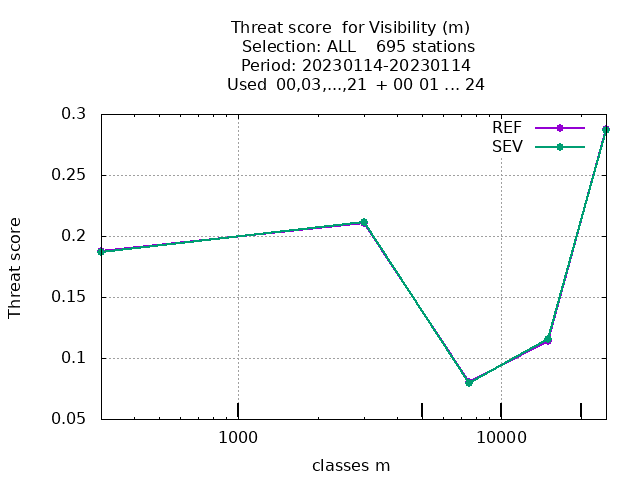 Threat score  for Visibility (m)
Selection: ALL    695 stations
Period: 20230114-20230114
Used  00,03,...,21  + 00 01 ... 24
0.3
0.25
0.2
0.15
0.1
0.05
Threat score
REF
SEV
1000
10000
classes m